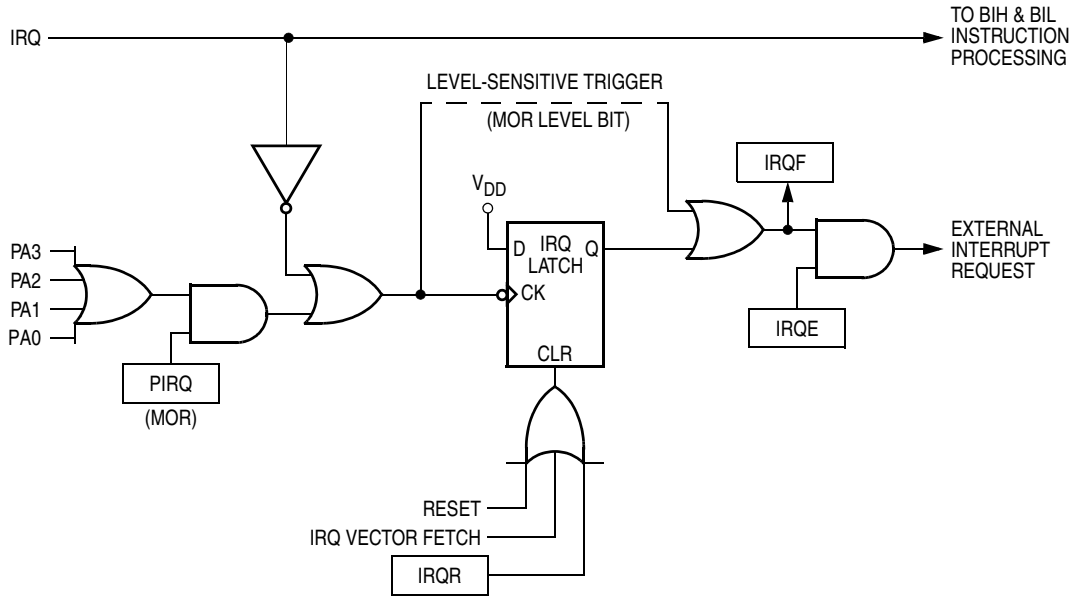 TO BIH & BIL
INSTRUCTION
PROCESSING
IRQ
LEVEL-SENSITIVE TRIGGER
(MOR LEVEL BIT)
IRQF
VDD
EXTERNAL
INTERRUPT
REQUEST
D IRQ Q
LATCH
CK
CLR
PA3
PA2
PA1
PA0
IRQE
PIRQ
(MOR)
RESET
IRQ VECTOR FETCH
IRQR